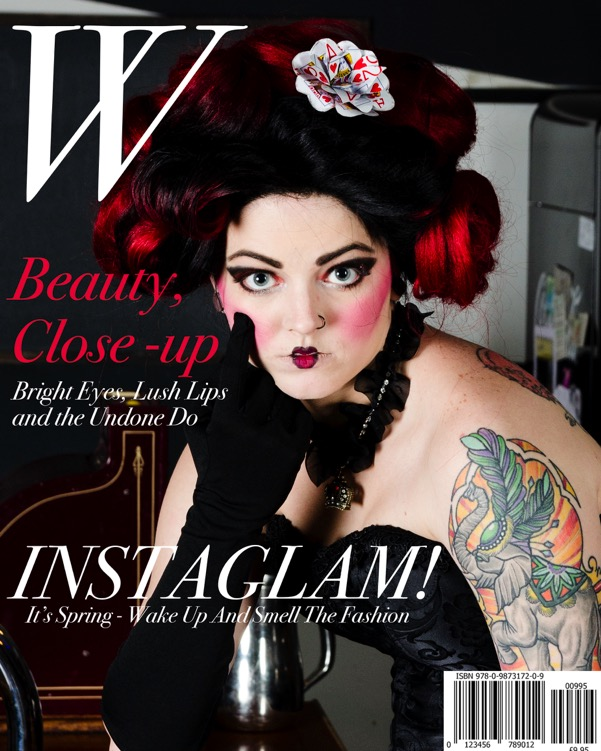 W
Beauty,
Close -up
Bright Eyes, Lush Lips
and the Undone Do
INSTAGLAM!
It's Spring - Wake Up And Smell The Fashion
ISBN 978-0-9873172-0-9
00995
0 123456 789012
£9.95